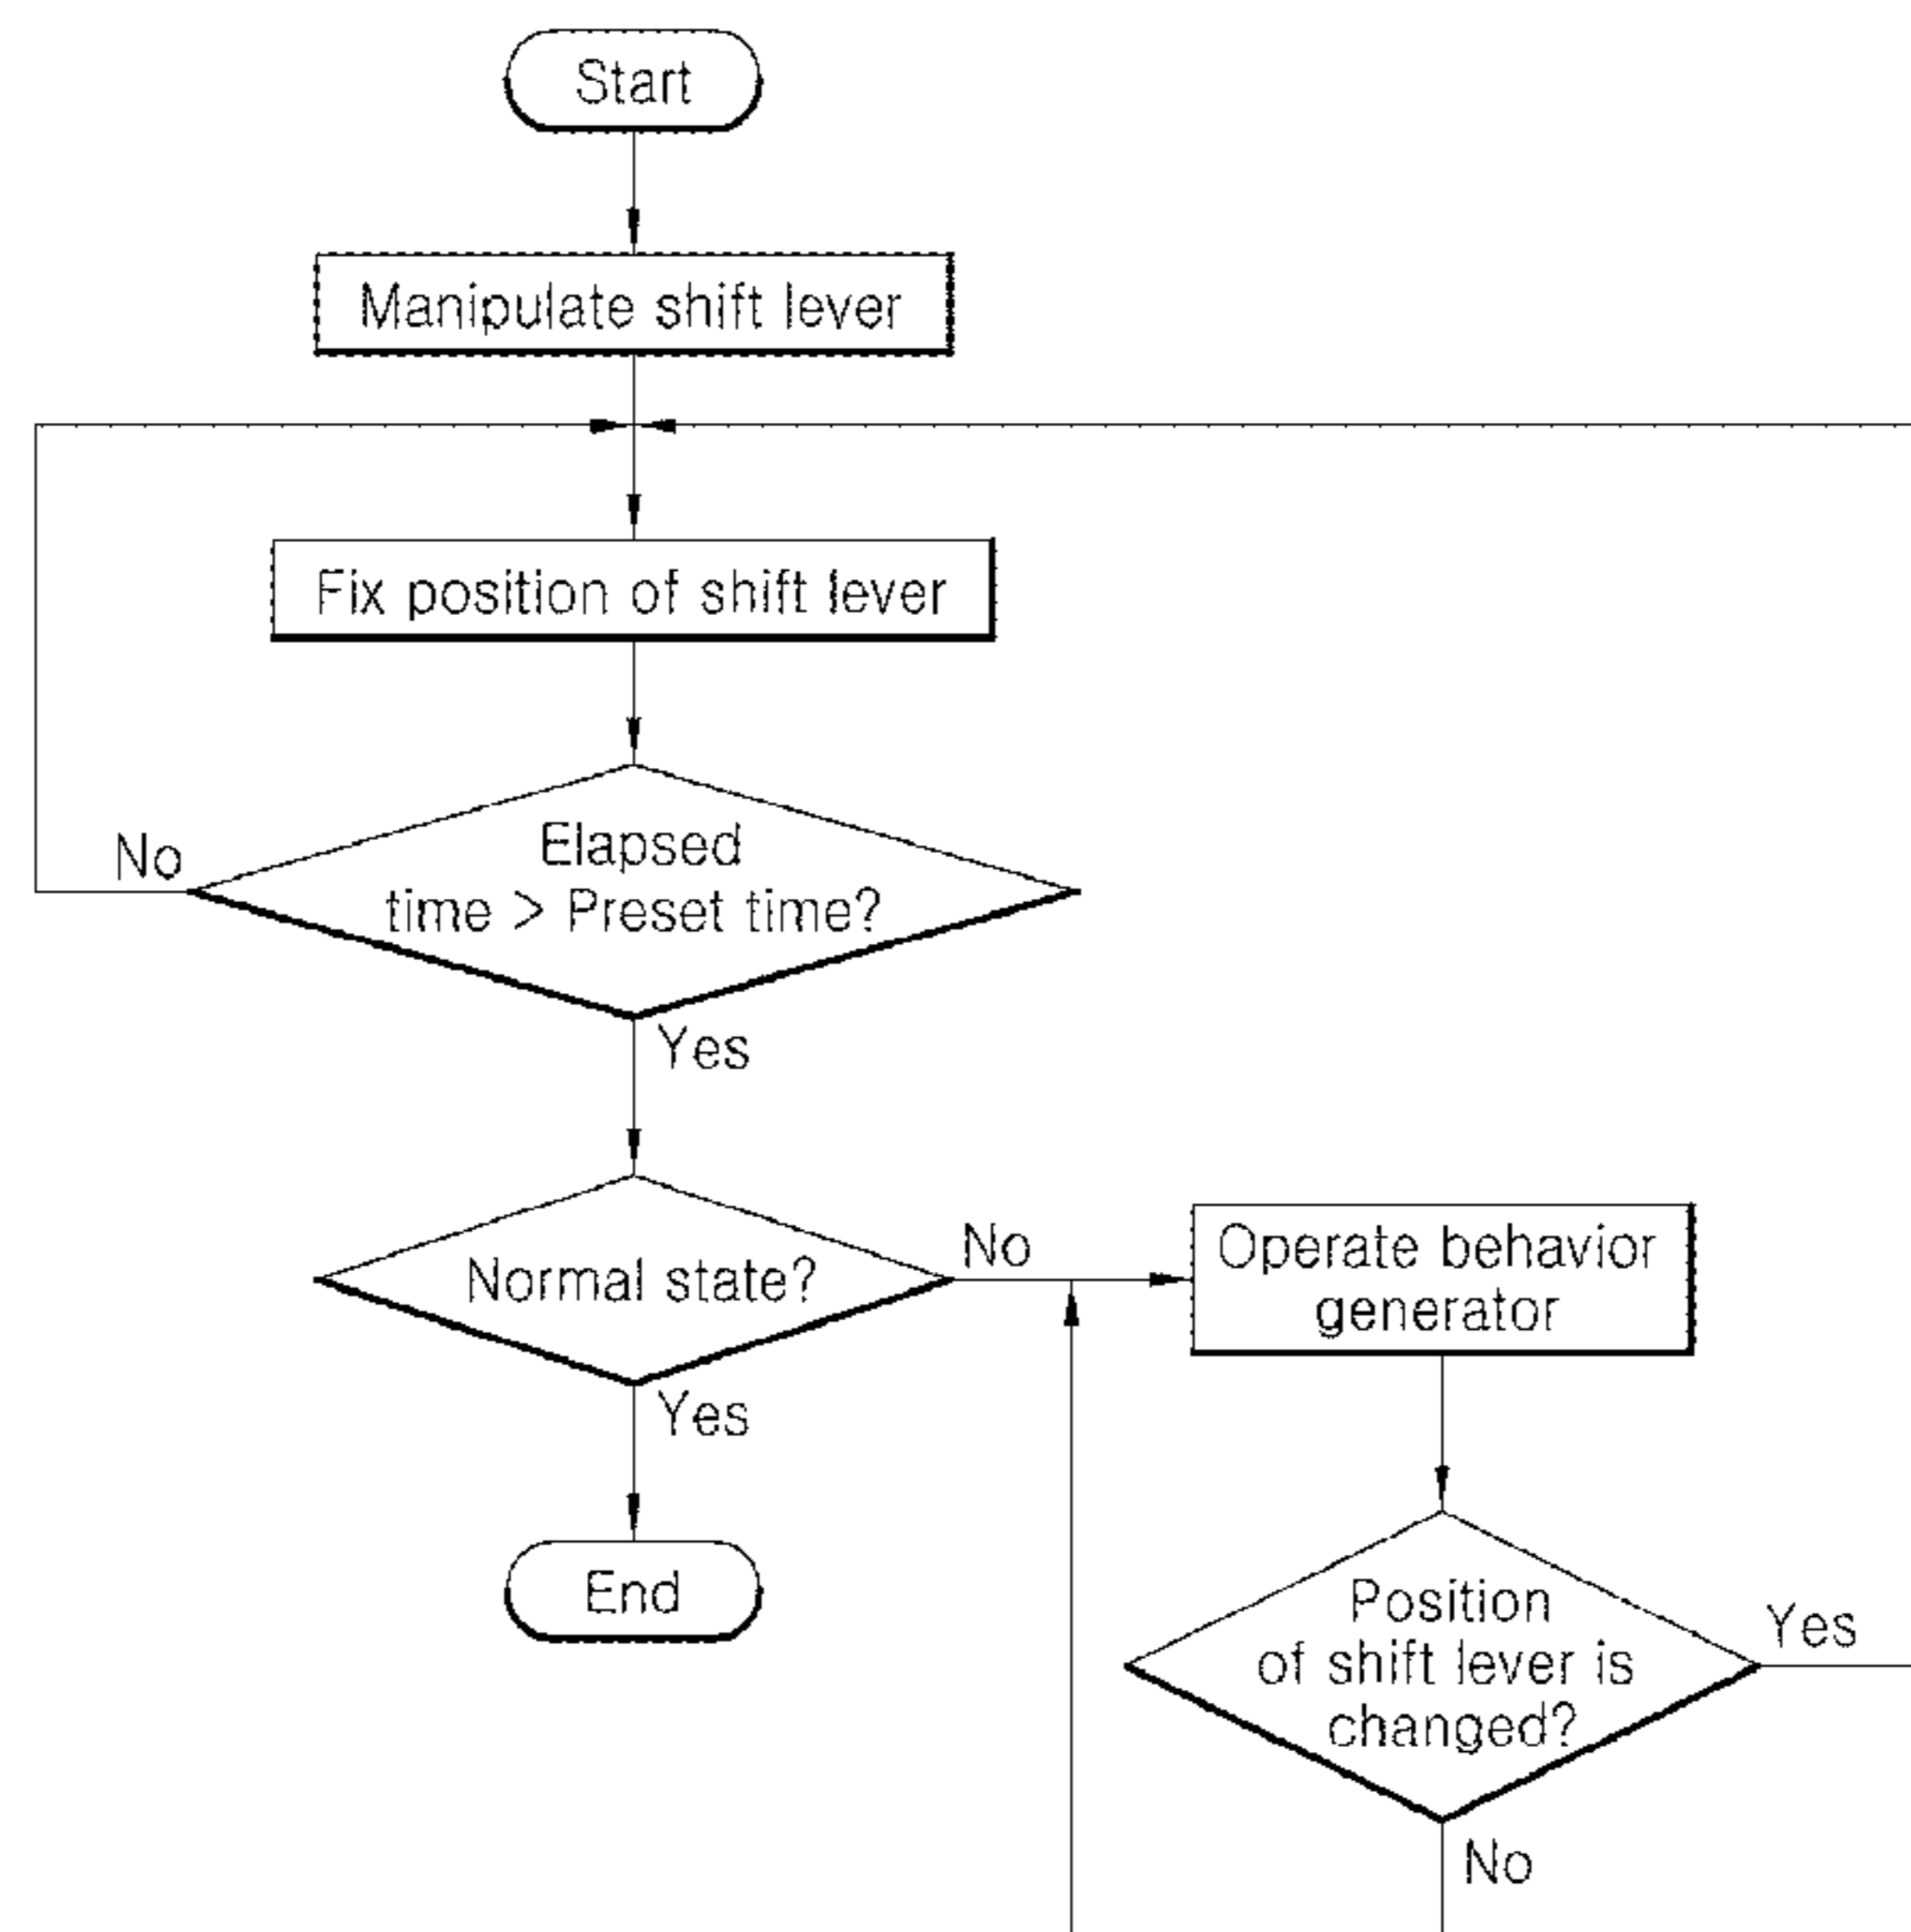 Start
Manipulate shift lever
Fix position of shift lever
Elapsed
time > Preset time?
No
Yes
Normal state?
No
Yes
Operate behavior
generator
End
Position
of shift lever is
changed?
Yes
No